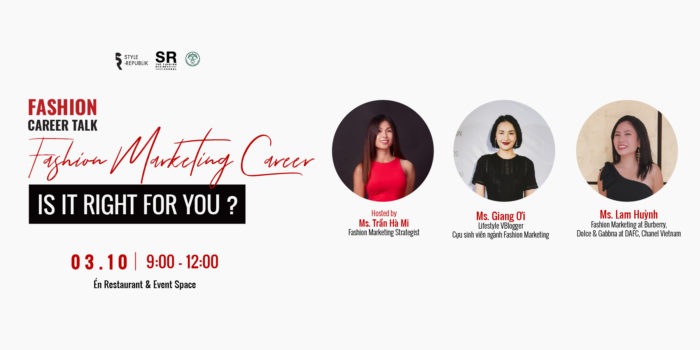 STYLE
REPUBLIK
SR
FASHION
CAREER TALK
Fashion Marketing Career
IS IT RIGHT FOR YOU ?
03.10 | 9:00 - 12:00
Én Restaurant & Event Space
Hosted by
Ms. Trần Hà Mi
Fashion Marketing Strategist
Ms. Giang Ơi
Lifestyle VBlogger
Cựu sinh viên ngành Fashion Marketing
Ms. Lam Huỳnh
Fashion Marketing at Burberry,
Dolce & Gabbna at DAFC, Chanel Vietnam